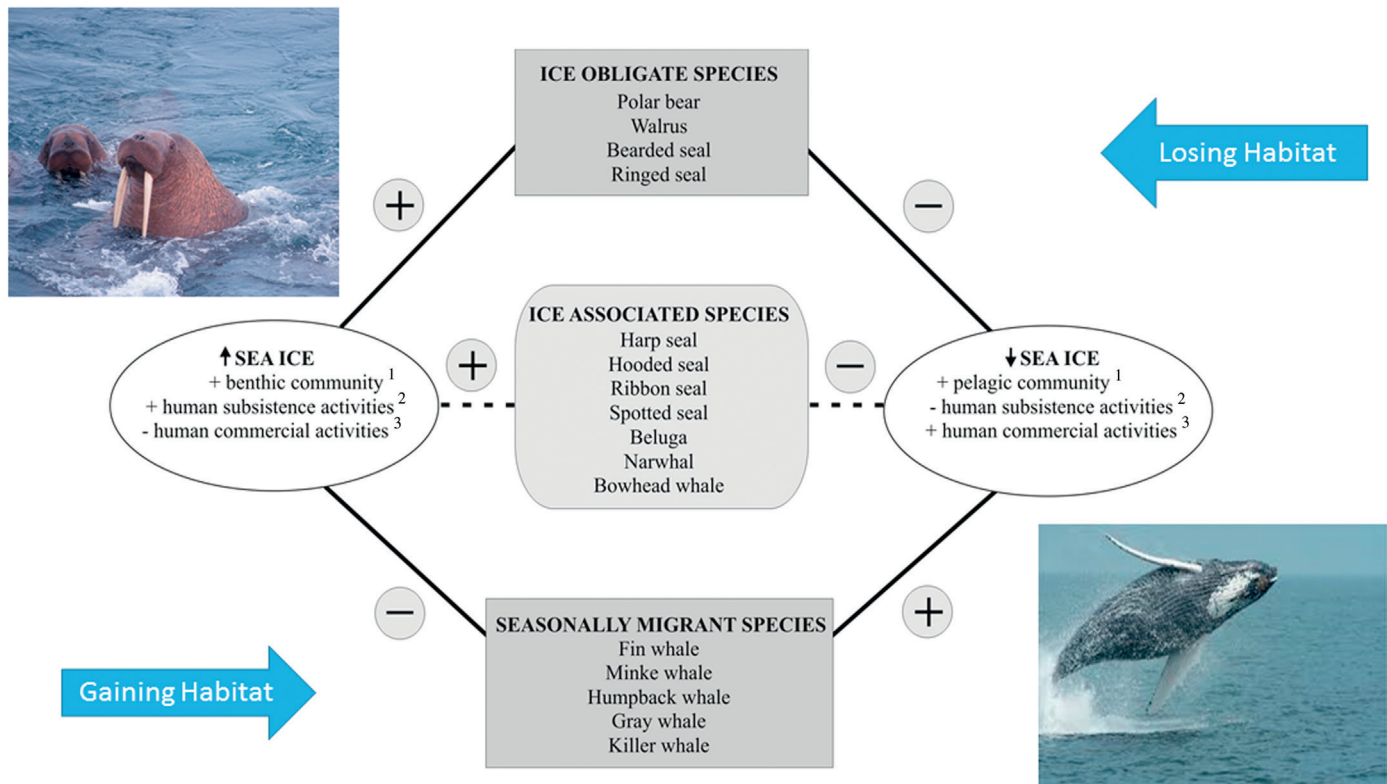 ICE OBLIGATE SPECIES
Polar bear
Walrus
Bearded seal
Ringed seal
Losing Habitat
+
−
ICE ASSOCIATED SPECIES
Harp seal
Hooded seal
Ribbon seal
Spotted seal
Beluga
Narwhal
Bowhead whale
↑ SEA ICE
+ benthic community 1
+ human subsistence activities 2
- human commercial activities 3
+
−
↓ SEA ICE
+ pelagic community 1
- human subsistence activities 2
+ human commercial activities 3
−
+
SEASONALLY MIGRANT SPECIES
Fin whale
Minke whale
Humpback whale
Gray whale
Killer whale
Gaining Habitat